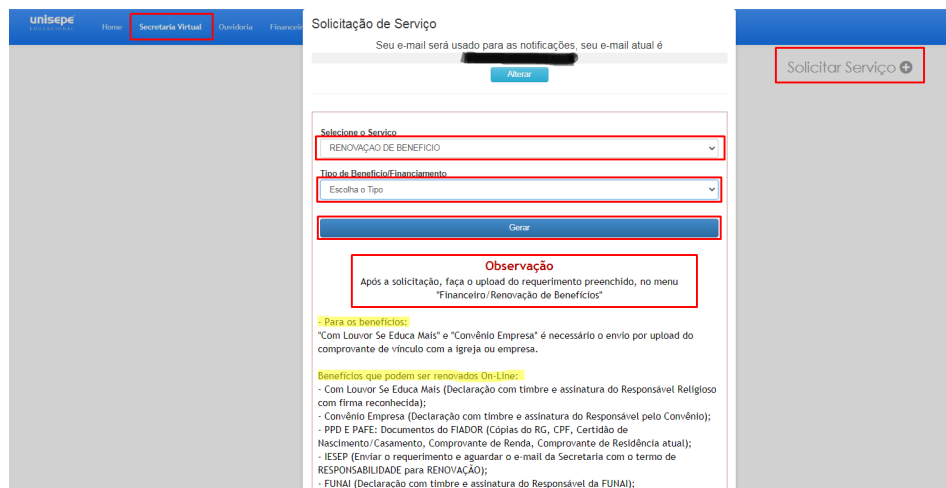 unisepe
EDUCACIONAL
Home
Secretaria Virtual
Ouvidoria
Financeir
Solicitação de Serviço
Seu e-mail será usado para as notificações, seu e-mail atual é
Alterar
Solicitar Serviço
Selecione o Serviço
RENOVAÇAO DE BENEFICIO
Tipo de Benefício/Financiamento
Escolha o Tipo
Gerar
Observação
Após a solicitação, faça o upload do requerimento preenchido, no menu
"Financeiro/Renovação de Benefícios"
- Para os benefícios:
"Com Louvor Se Educa Mais" e "Convênio Empresa" é necessário o envio por upload do
comprovante de vínculo com a igreja ou empresa.
Benefícios que podem ser renovados On-Line:
- Com Louvor Se Educa Mais (Declaração com timbre e assinatura do Responsável Religioso
com firma reconhecida);
- Convênio Empresa (Declaração com timbre e assinatura do Responsável pelo Convênio);
- PPD E PAFE: Documentos do FIADOR (Cópias do RG, CPF, Certidão de
Nascimento/Casamento, Comprovante de Renda, Comprovante de Residência atual);
- IESEP (Enviar o requerimento e aguardar o e-mail da Secretaria com o termo de
RESPONSABILIDADE para RENOVAÇÃO);
- FUNAI (Declaração com timbre e assinatura do Responsável da FUNAI);